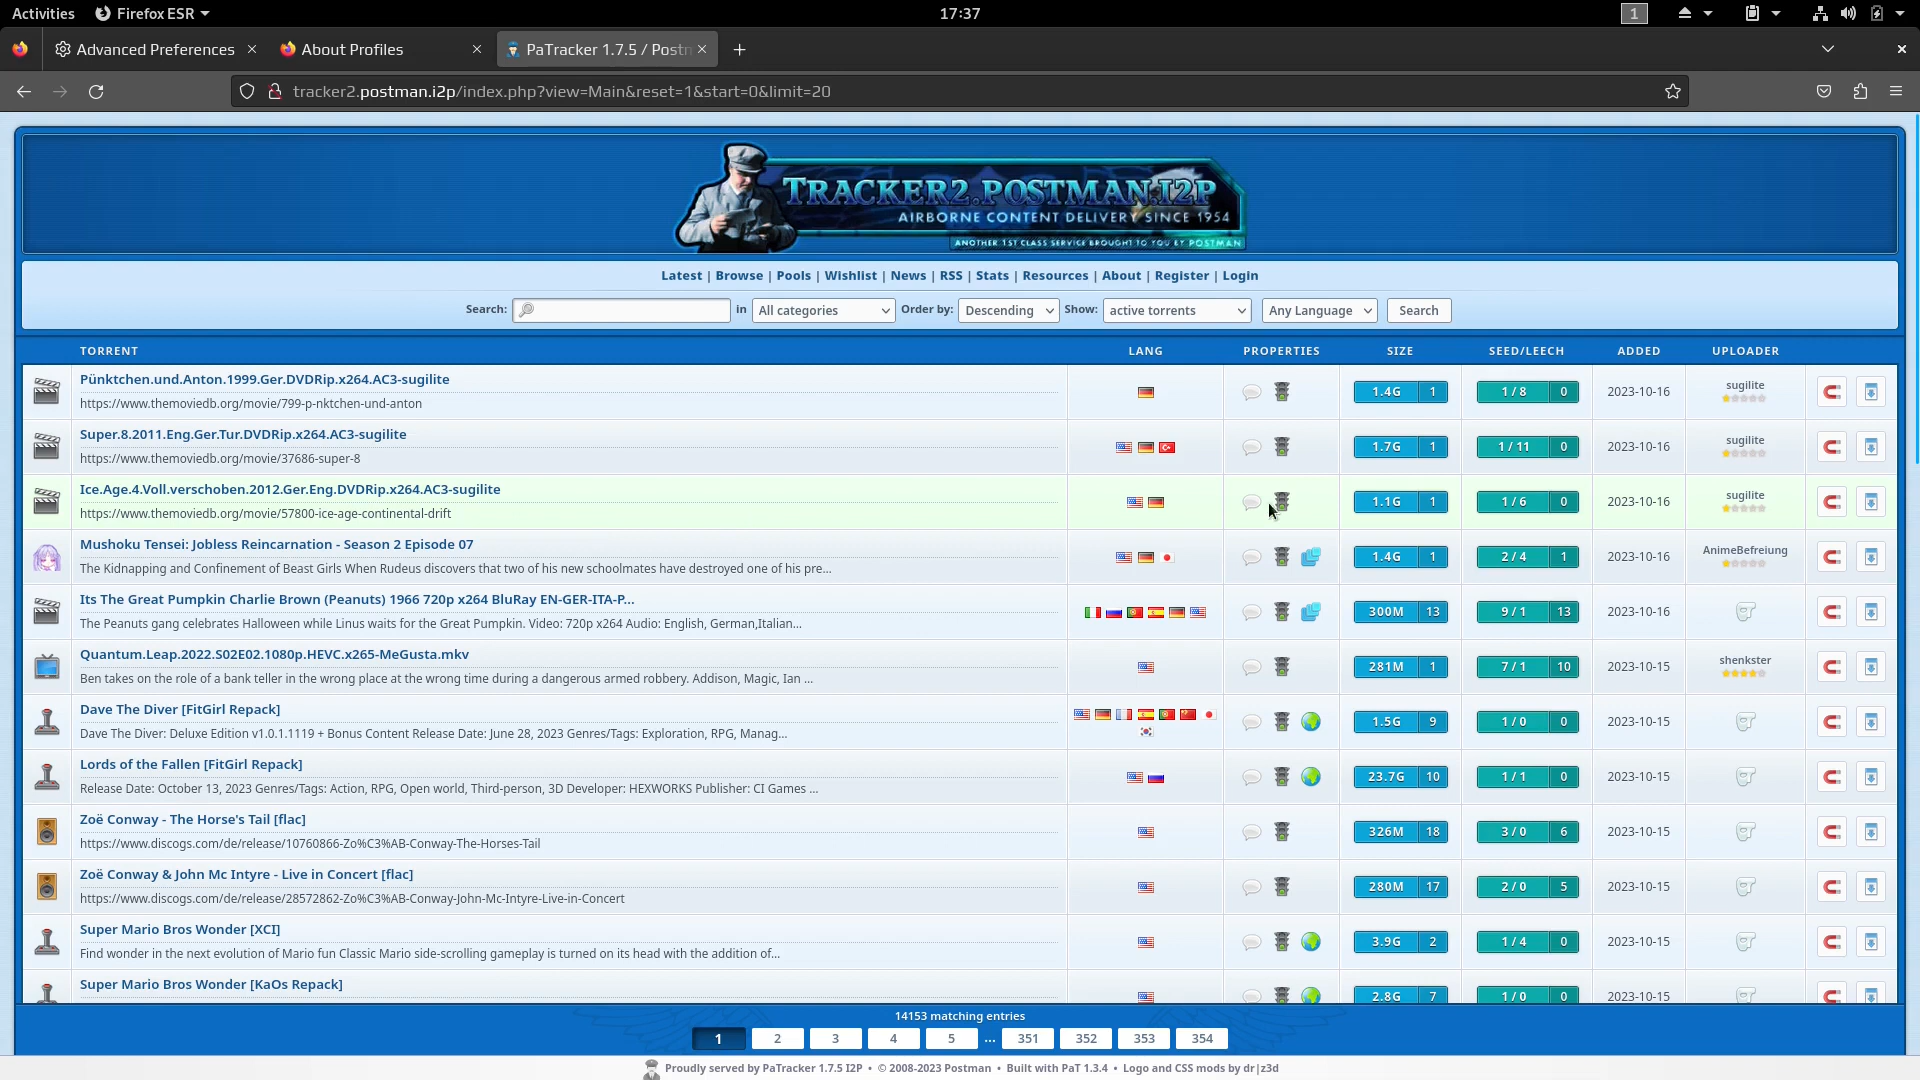 Activities Firefox ESR 17:37 1
Advanced Preferences About Profiles PaTracker 1.7.5 / Postm
tracker2.postman.i2p/index.php?view=Main&reset=1&start=0&limit=20
TRACKER2.POSTMAN.I2P
AIRBORNE CONTENT DELIVERY SINCE 1954
ANOTHER 1ST CLASS SERVICE BROUGHT TO YOU BY POSTMAN
Latest | Browse | Pools | Wishlist | News | RSS | Stats | Resources | About | Register | Login
Search: in All categories Order by: Descending Show: active torrents Any Language Search
TORRENT LANG PROPERTIES SIZE SEED/LEECH ADDED UPLOADER
Pünktchen.und.Anton.1999.Ger.DVDRip.x264.AC3-sugilite
https://www.themoviedb.org/movie/799-p-nktchen-und-anton
1.4G 1 1 / 8 0 2023-10-16 sugilite
Super.8.2011.Eng.Ger.Tur.DVDRip.x264.AC3-sugilite
https://www.themoviedb.org/movie/37686-super-8
1.7G 1 1 / 11 0 2023-10-16 sugilite
Ice.Age.4.Voll.verschoben.2012.Ger.Eng.DVDRip.x264.AC3-sugilite
https://www.themoviedb.org/movie/57800-ice-age-continental-drift
1.1G 1 1 / 6 0 2023-10-16 sugilite
Mushoku Tensei: Jobless Reincarnation - Season 2 Episode 07
The Kidnapping and Confinement of Beast Girls When Rudeus discovers that two of his new schoolmates have destroyed one of his pre...
1.4G 1 2 / 4 1 2023-10-16 AnimeBefreiung
Its The Great Pumpkin Charlie Brown (Peanuts) 1966 720p x264 BluRay EN-GER-ITA-P...
The Peanuts gang celebrates Halloween while Linus waits for the Great Pumpkin. Video: 720p x264 Audio: English, German,Italian...
300M 13 9 / 1 13 2023-10-16
Quantum.Leap.2022.S02E02.1080p.HEVC.x265-MeGusta.mkv
Ben takes on the role of a bank teller in the wrong place at the wrong time during a dangerous armed robbery. Addison, Magic, Ian ...
281M 1 7 / 1 10 2023-10-15 shenkster
Dave The Diver [FitGirl Repack]
Dave The Diver: Deluxe Edition v1.0.1.1119 + Bonus Content Release Date: June 28, 2023 Genres/Tags: Exploration, RPG, Manag...
1.5G 9 1 / 0 0 2023-10-15
Lords of the Fallen [FitGirl Repack]
Release Date: October 13, 2023 Genres/Tags: Action, RPG, Open world, Third-person, 3D Developer: HEXWORKS Publisher: CI Games ...
23.7G 10 1 / 1 0 2023-10-15
Zoë Conway - The Horse's Tail [flac]
https://www.discogs.com/de/release/10760866-Zo%C3%AB-Conway-The-Horses-Tail
326M 18 3 / 0 6 2023-10-15
Zoë Conway & John Mc Intyre - Live in Concert [flac]
https://www.discogs.com/de/release/28572862-Zo%C3%AB-Conway-John-Mc-Intyre-Live-in-Concert
280M 17 2 / 0 5 2023-10-15
Super Mario Bros Wonder [XCI]
Find wonder in the next evolution of Mario fun Classic Mario side-scrolling gameplay is turned on its head with the addition of...
3.9G 2 1 / 4 0 2023-10-15
Super Mario Bros Wonder [KaOs Repack]
2.8G 7 1 / 0 0 2023-10-15
14153 matching entries
1 2 3 4 5 ... 351 352 353 354
Proudly served by PaTracker 1.7.5 I2P • © 2008-2023 Postman • Built with PaT 1.3.4 • Logo and CSS mods by dr|z3d